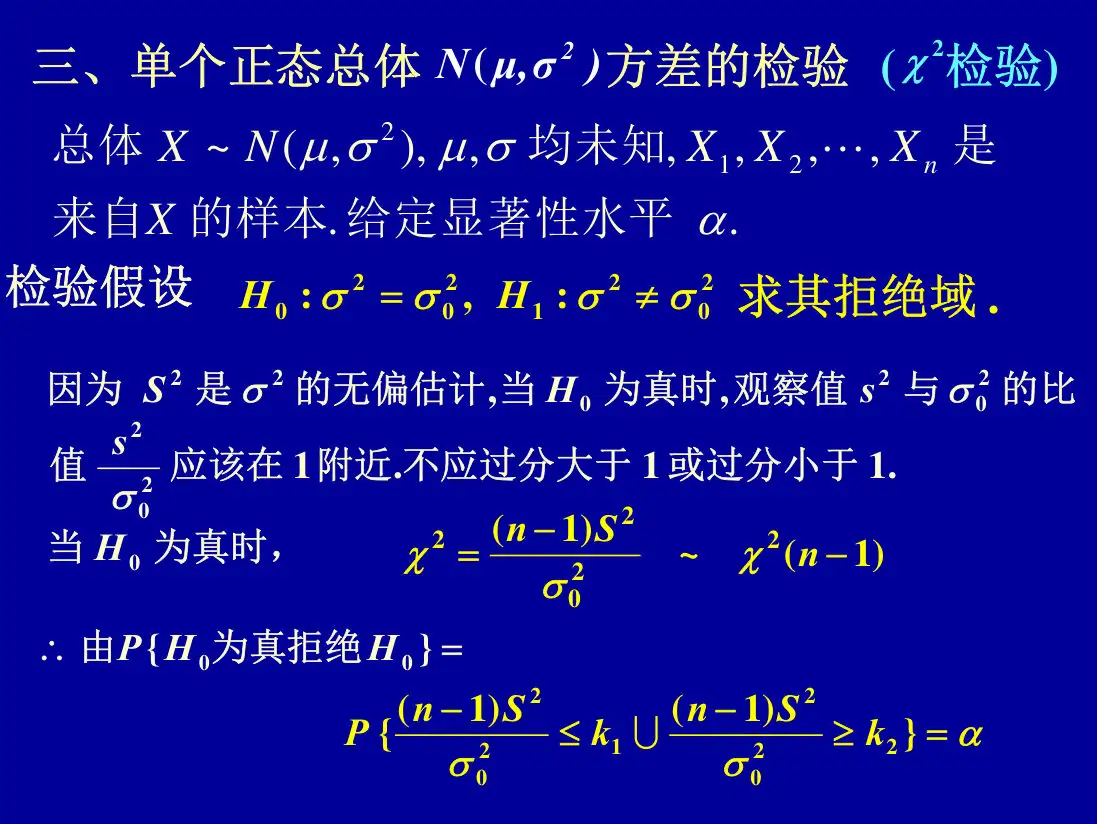 三、单个正态总体 N(μ,σ²)方差的检验 (χ²检验)
总体 X ~ N(μ,σ²), μ,σ 均未知, X₁, X₂,⋯, Xₙ 是
来自X 的样本. 给定显著性水平 α.
检验假设 H₀ : σ² = σ₀², H₁ : σ² ≠ σ₀² 求其拒绝域 .
因为 S² 是 σ² 的无偏估计,当 H₀ 为真时,观察值 s² 与 σ₀² 的比
值 s²/σ₀² 应该在 1附近.不应过分大于 1或过分小于 1.
当 H₀ 为真时， χ² = (n − 1)S²/σ₀² ~ χ²(n − 1)
∴ 由P{H₀为真拒绝H₀} =
P{(n − 1)S²/σ₀² ≤ k₁ ⋃ (n − 1)S²/σ₀² ≥ k₂} = α